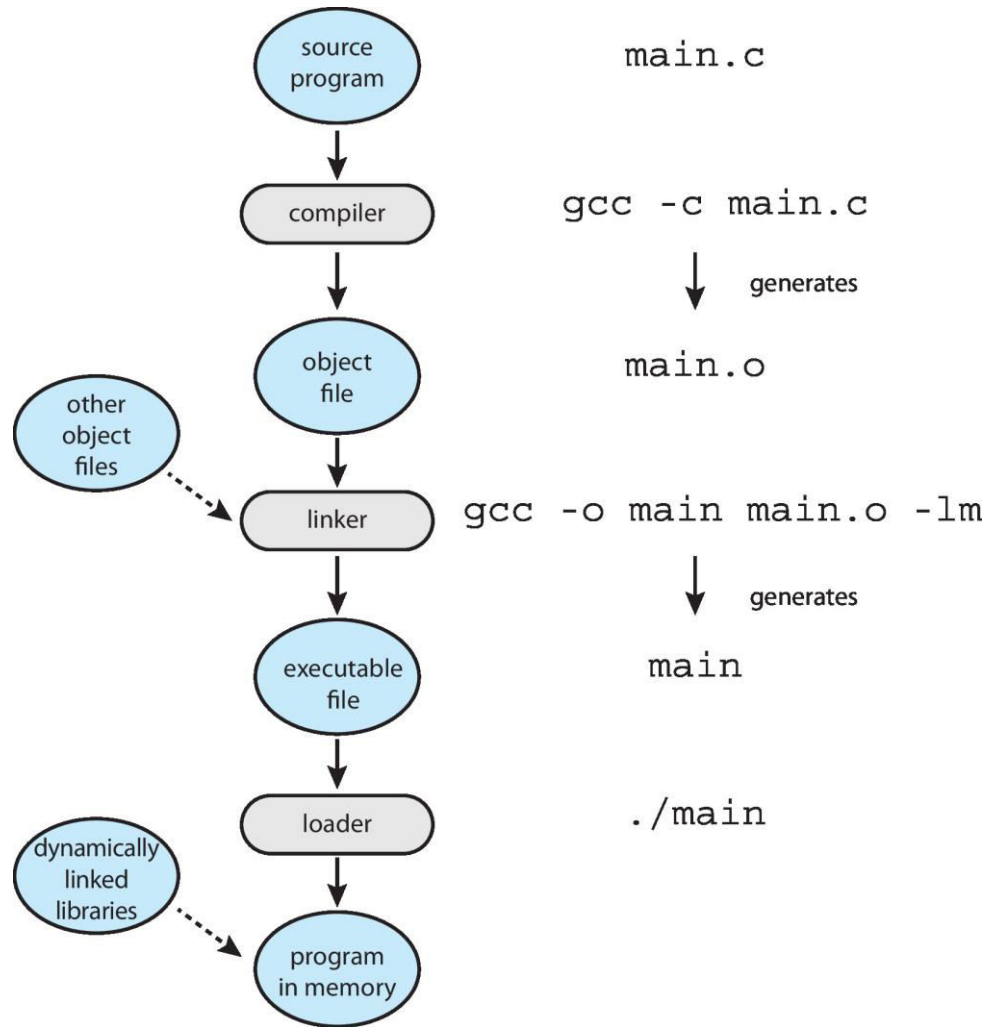 source
program
main.c
compiler
gcc -c main.c
generates
object
file
main.o
other
object
files
linker
gcc -o main main.o -lm
generates
executable
file
main
loader
./main
dynamically
linked
libraries
program
in memory